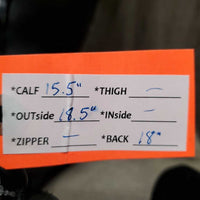 *CALF 15.5" *THIGH –
*OUTside 18.5" *INside:
*ZIPPER – *BACK 18"